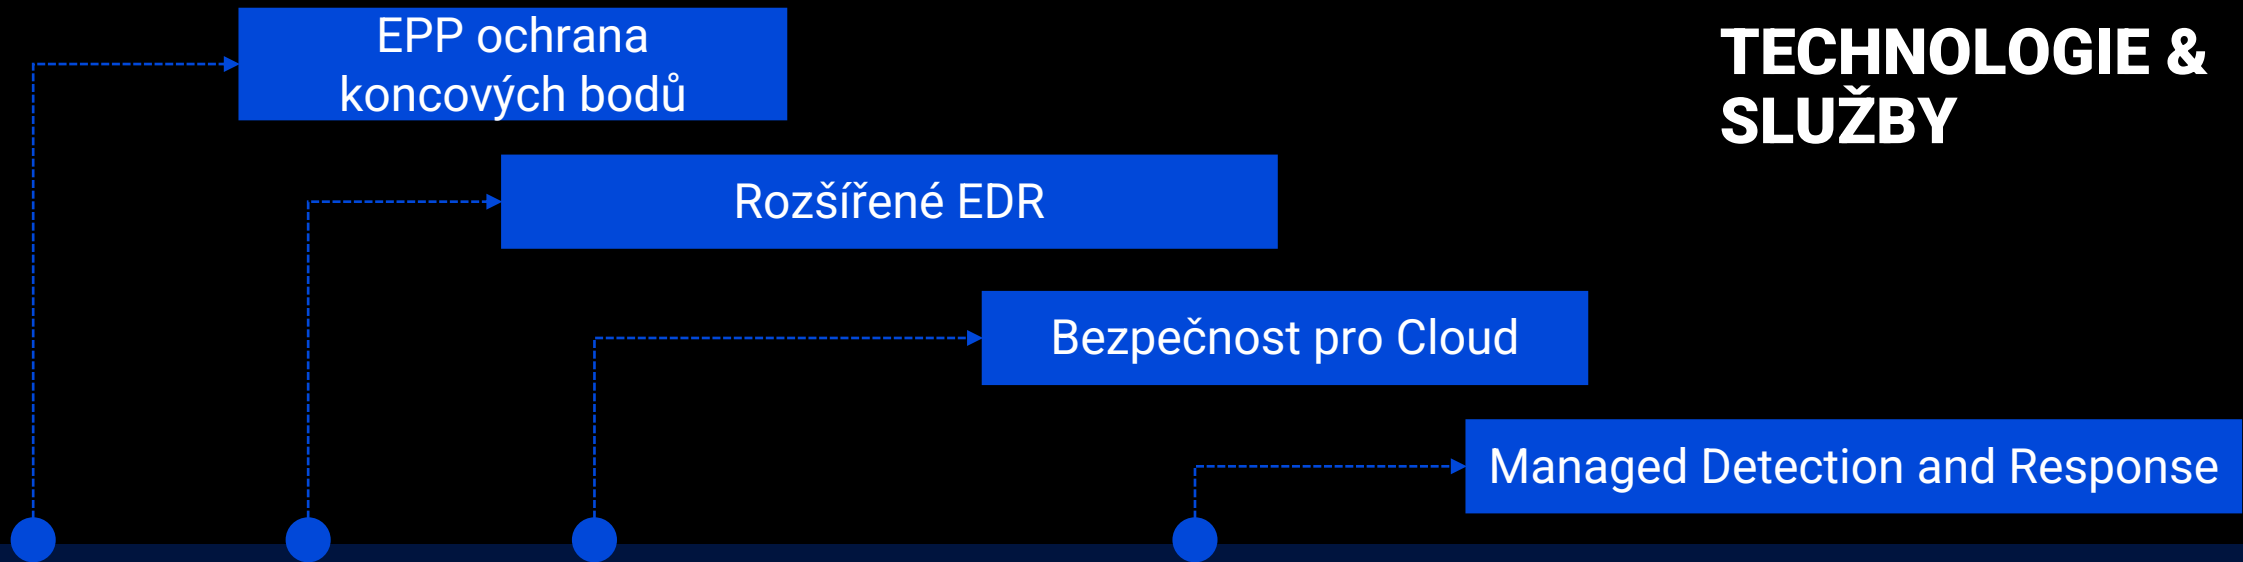 EPP ochrana
koncových bodů
TECHNOLOGIE &
SLUŽBY
Rozšířené EDR
Bezpečnost pro Cloud
Managed Detection and Response